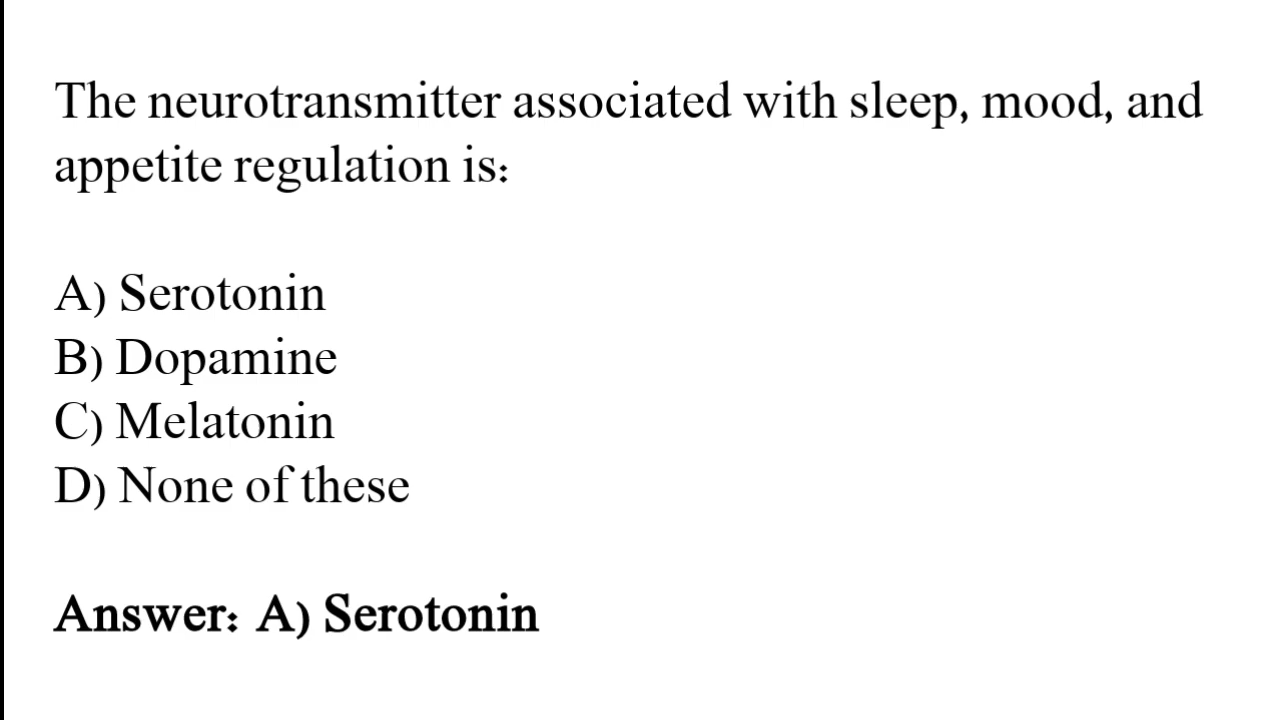 The neurotransmitter associated with sleep, mood, and
appetite regulation is:
A) Serotonin
B) Dopamine
C) Melatonin
D) None of these
Answer: A) Serotonin